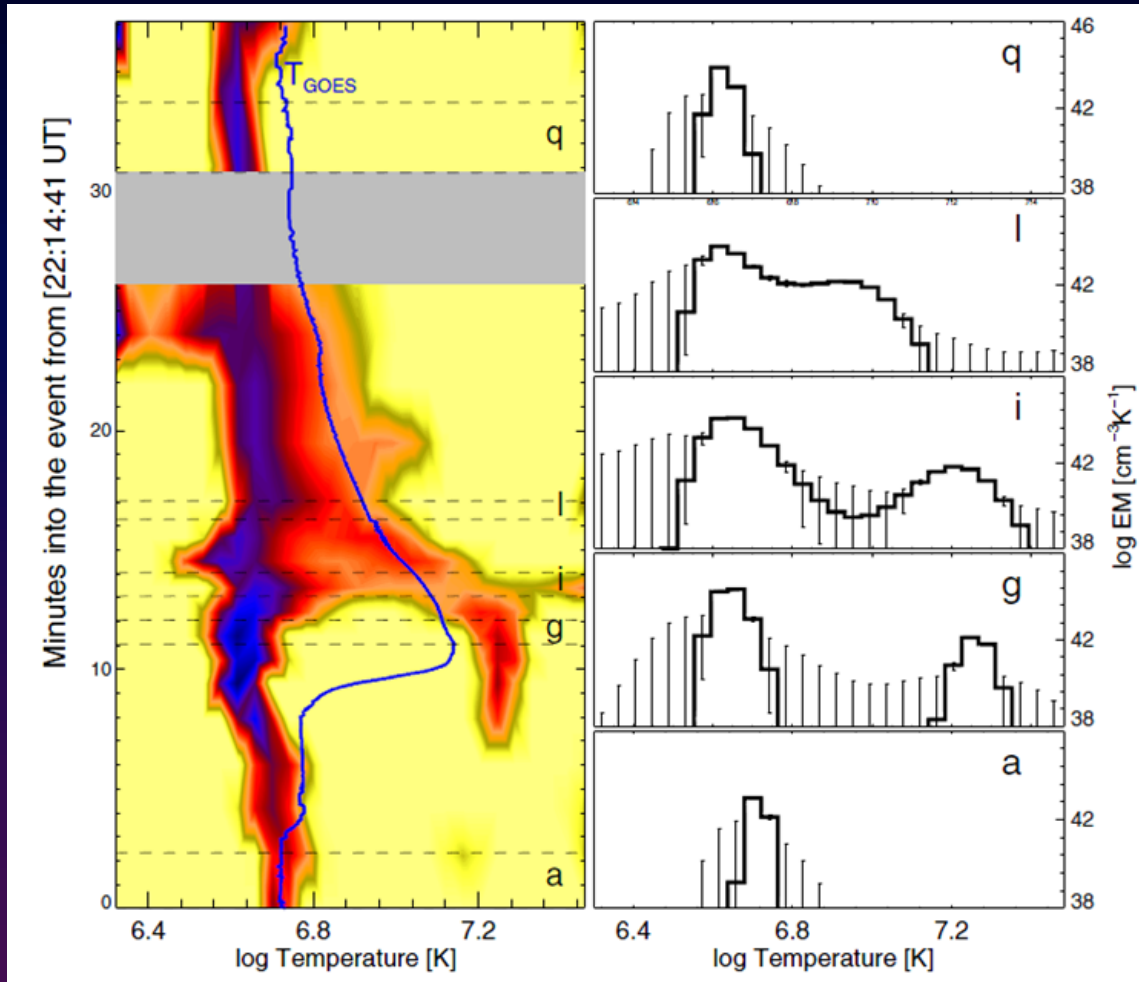 Minutes into the event from [22:14:41 UT]
30
20
10
0
T GOES
q
l
i
g
a
6.4 6.8 7.2
log Temperature [K]
q
46
42
38
l
42
38
i
42
38
g
42
38
a
42
38
log EM [cm⁻³K⁻¹]
6.4 6.8 7.2
log Temperature [K]